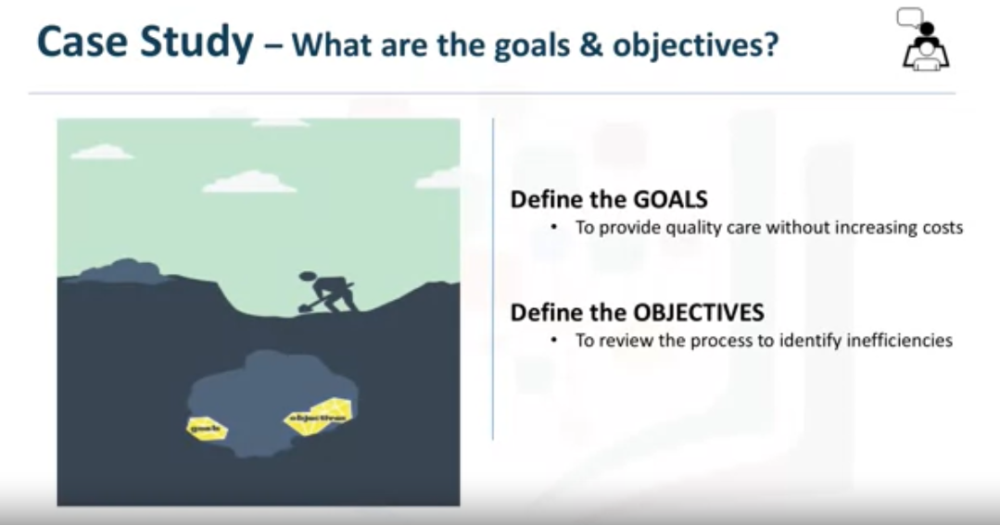 Case Study – What are the goals & objectives?
Define the GOALS
• To provide quality care without increasing costs
Define the OBJECTIVES
• To review the process to identify inefficiencies
goals
objectives